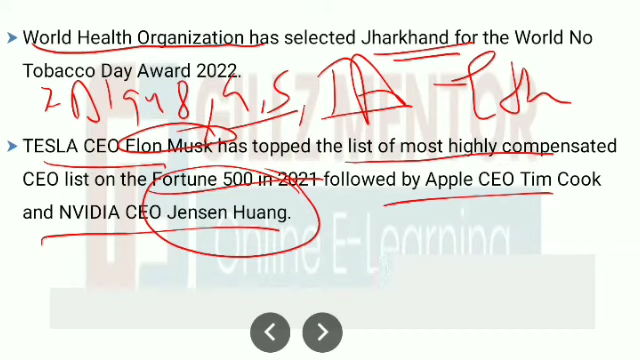 World Health Organization has selected Jharkhand for the World No
Tobacco Day Award 2022.
TESLA CEO Elon Musk has topped the list of most highly compensated
CEO list on the Fortune 500 in 2021 followed by Apple CEO Tim Cook
and NVIDIA CEO Jensen Huang.
MENTOR
Online E-Learning